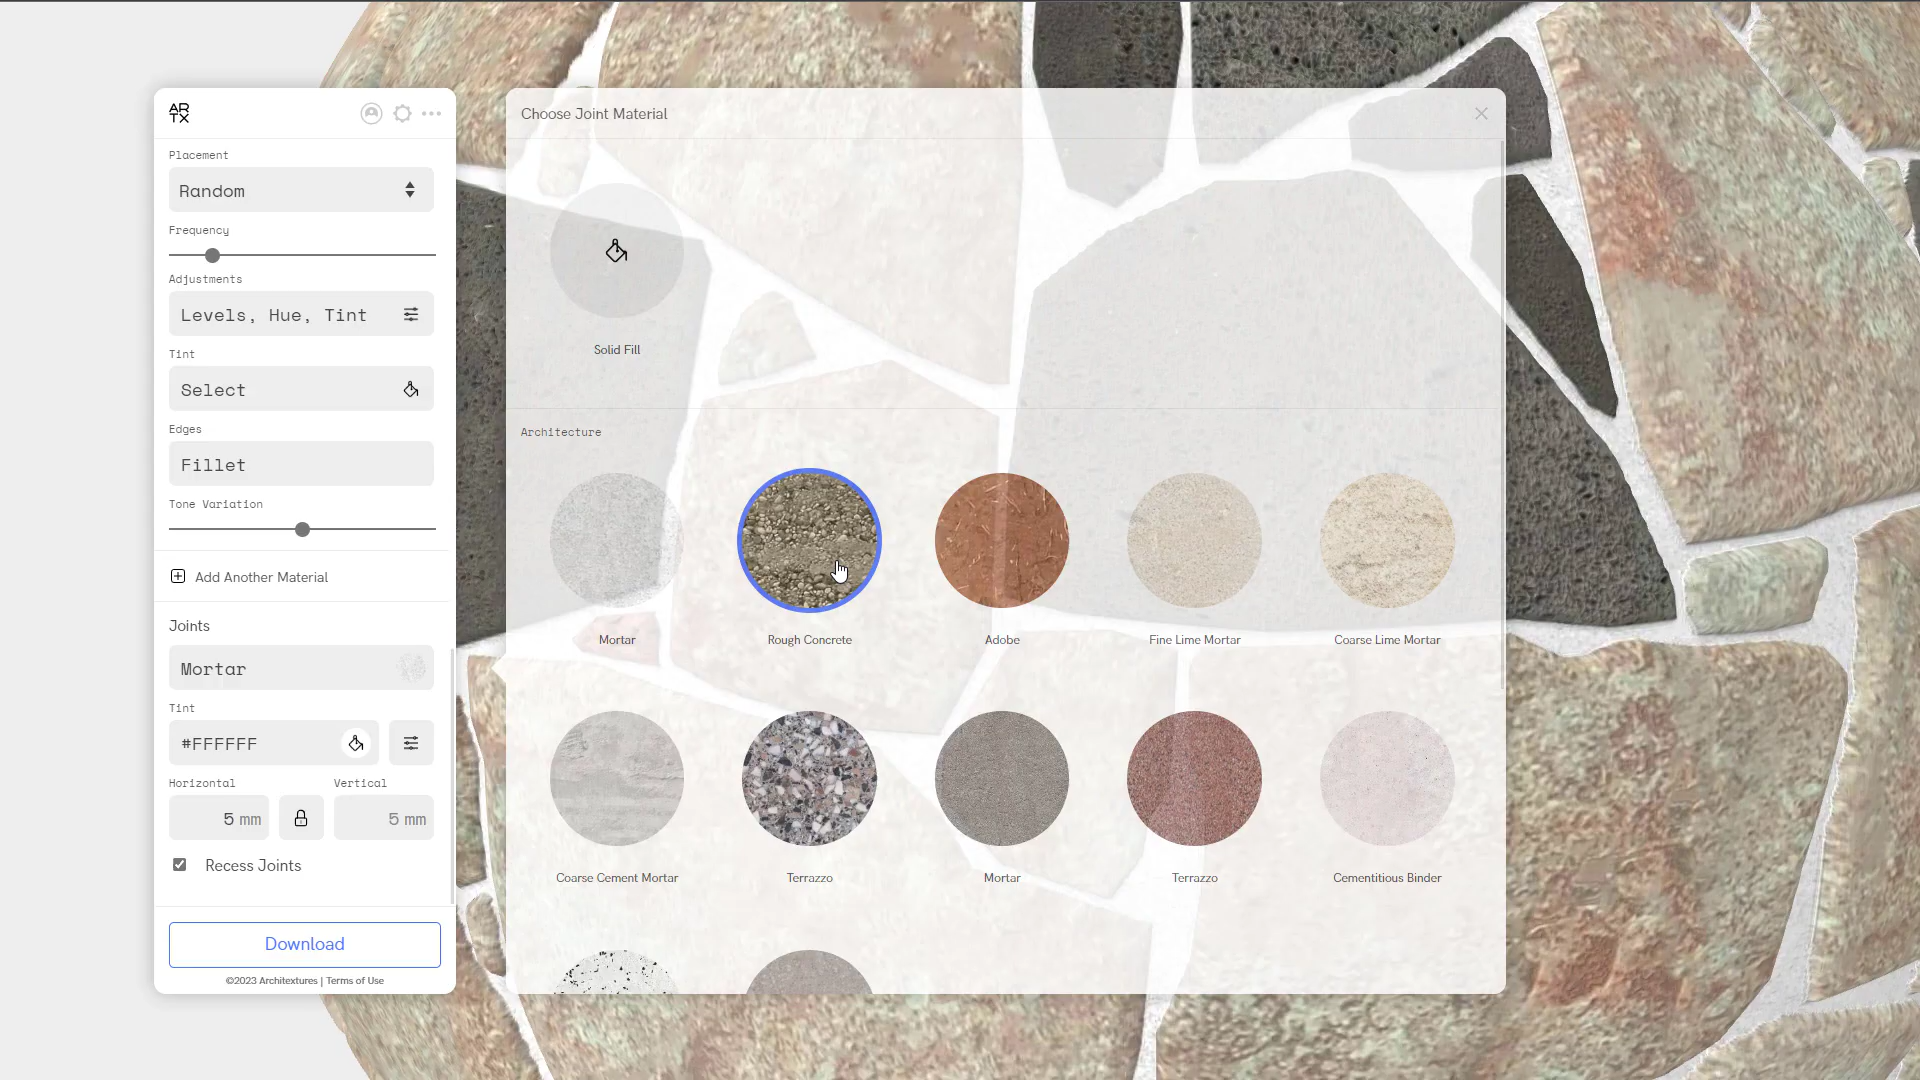 AR
TX
Placement
Random
Frequency
Adjustments
Levels, Hue, Tint
Tint
Select
Edges
Fillet
Tone Variation
Add Another Material
Joints
Mortar
Tint
#FFFFFF
Horizontal Vertical
5 mm 5 mm
Recess Joints
Download
©2023 Architextures | Terms of Use
Choose Joint Material
Solid Fill
Architecture
Mortar Rough Concrete Adobe Fine Lime Mortar Coarse Lime Mortar
Coarse Cement Mortar Terrazzo Mortar Terrazzo Cementitious Binder